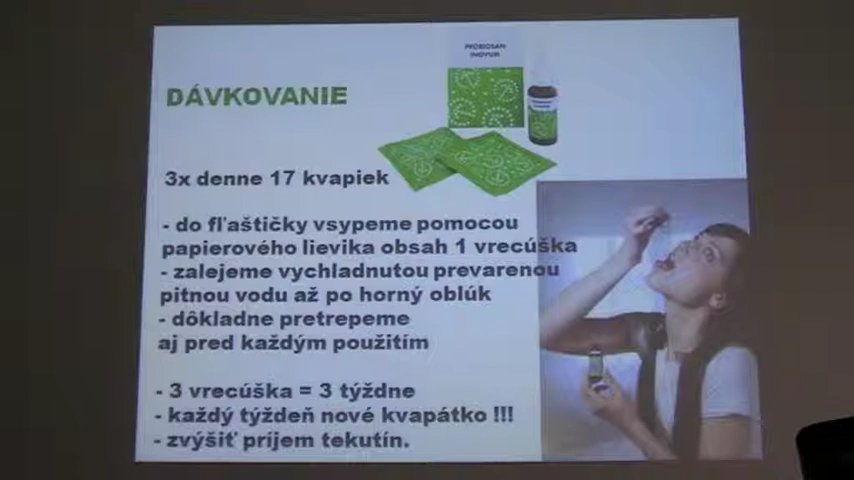 PROBIOSAN
INOVUM
DÁVKOVANIE
3x denne 17 kvapiek
- do fľaštičky vsypeme pomocou
papierového lievika obsah 1 vrecúška
- zalejeme vychladnutou prevarenou
pitnou vodu až po horný oblúk
- dôkladne pretrepeme
aj pred každým použitím
- 3 vrecúška = 3 týždne
- každý týždeň nové kvapátko !!!
- zvýšiť príjem tekutín.